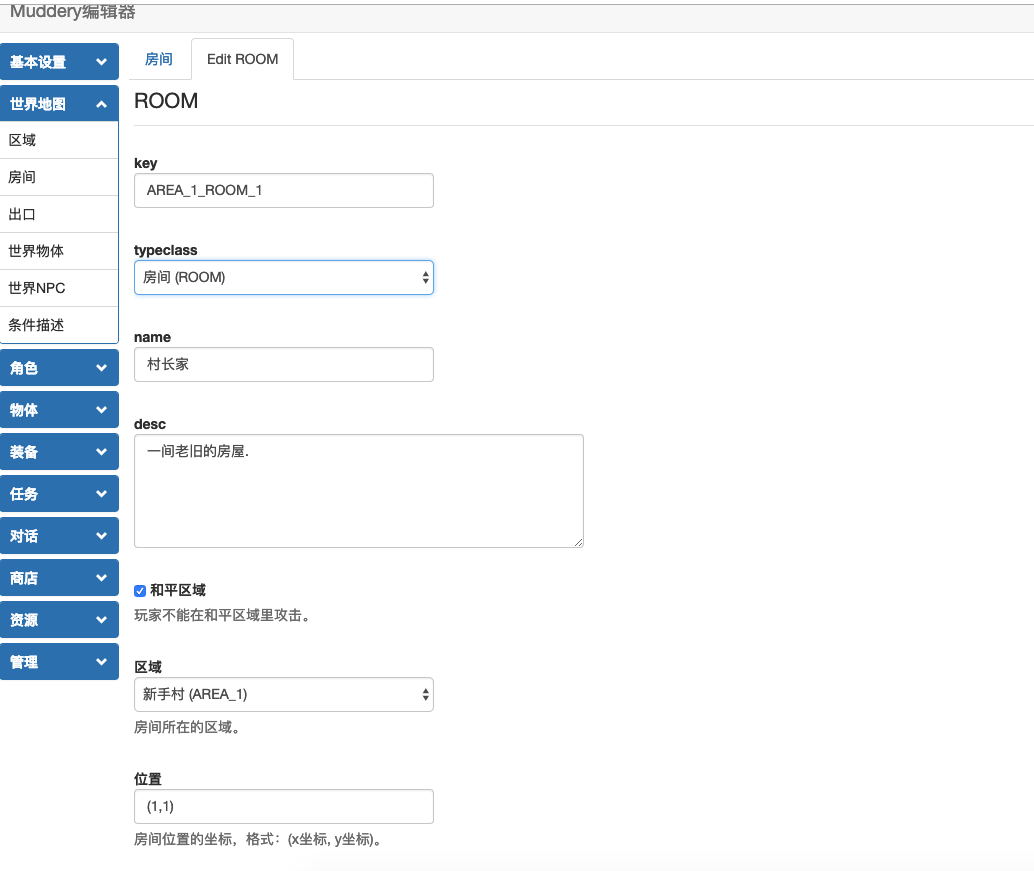 Muddery编辑器
基本设置
世界地图
区域
房间
出口
世界物体
世界NPC
条件描述
角色
物体
装备
任务
对话
商店
资源
管理
房间
Edit ROOM
ROOM
key
AREA_1_ROOM_1
typeclass
房间 (ROOM)
name
村长家
desc
一间老旧的房屋.
和平区域
玩家不能在和平区域里攻击。
区域
新手村 (AREA_1)
房间所在的区域。
位置
(1,1)
房间位置的坐标，格式：(x坐标, y坐标)。